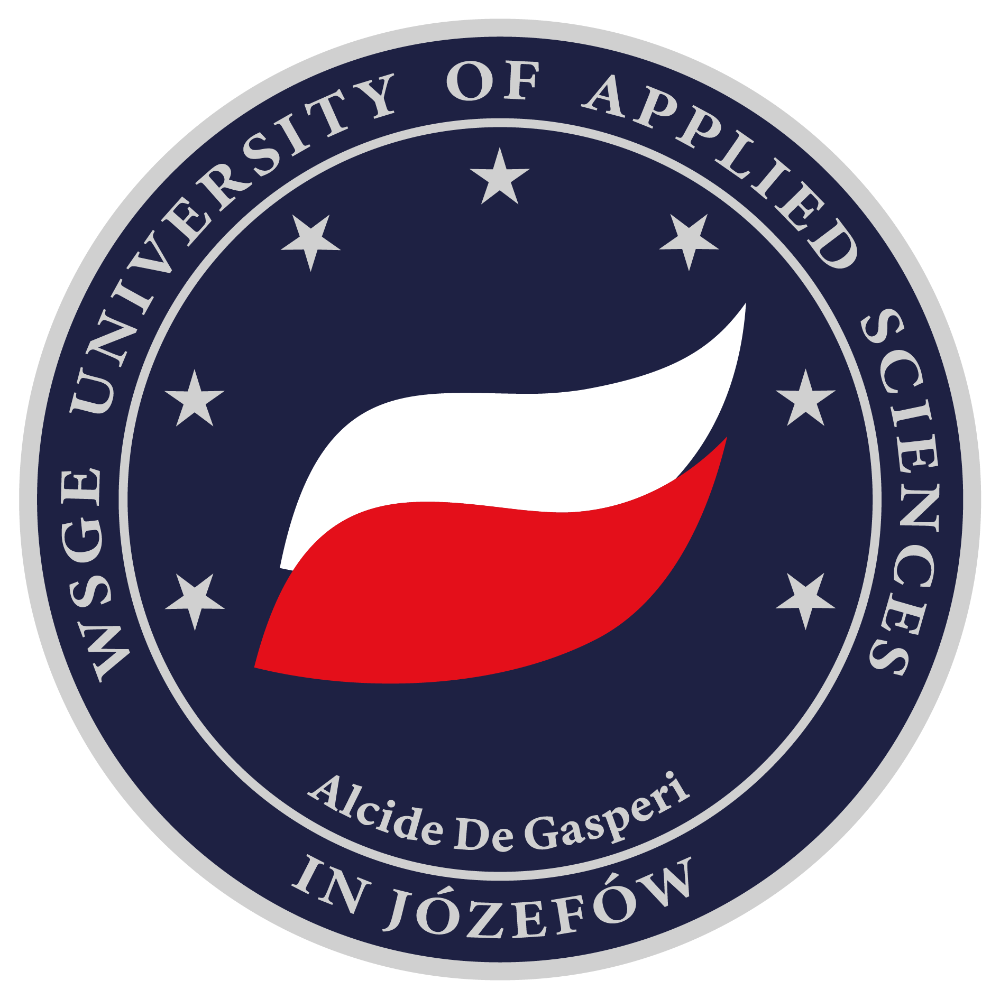 WSGE UNIVERSITY OF APPLIED SCIENCES
Alcide De Gasperi
IN JÓZEFÓW